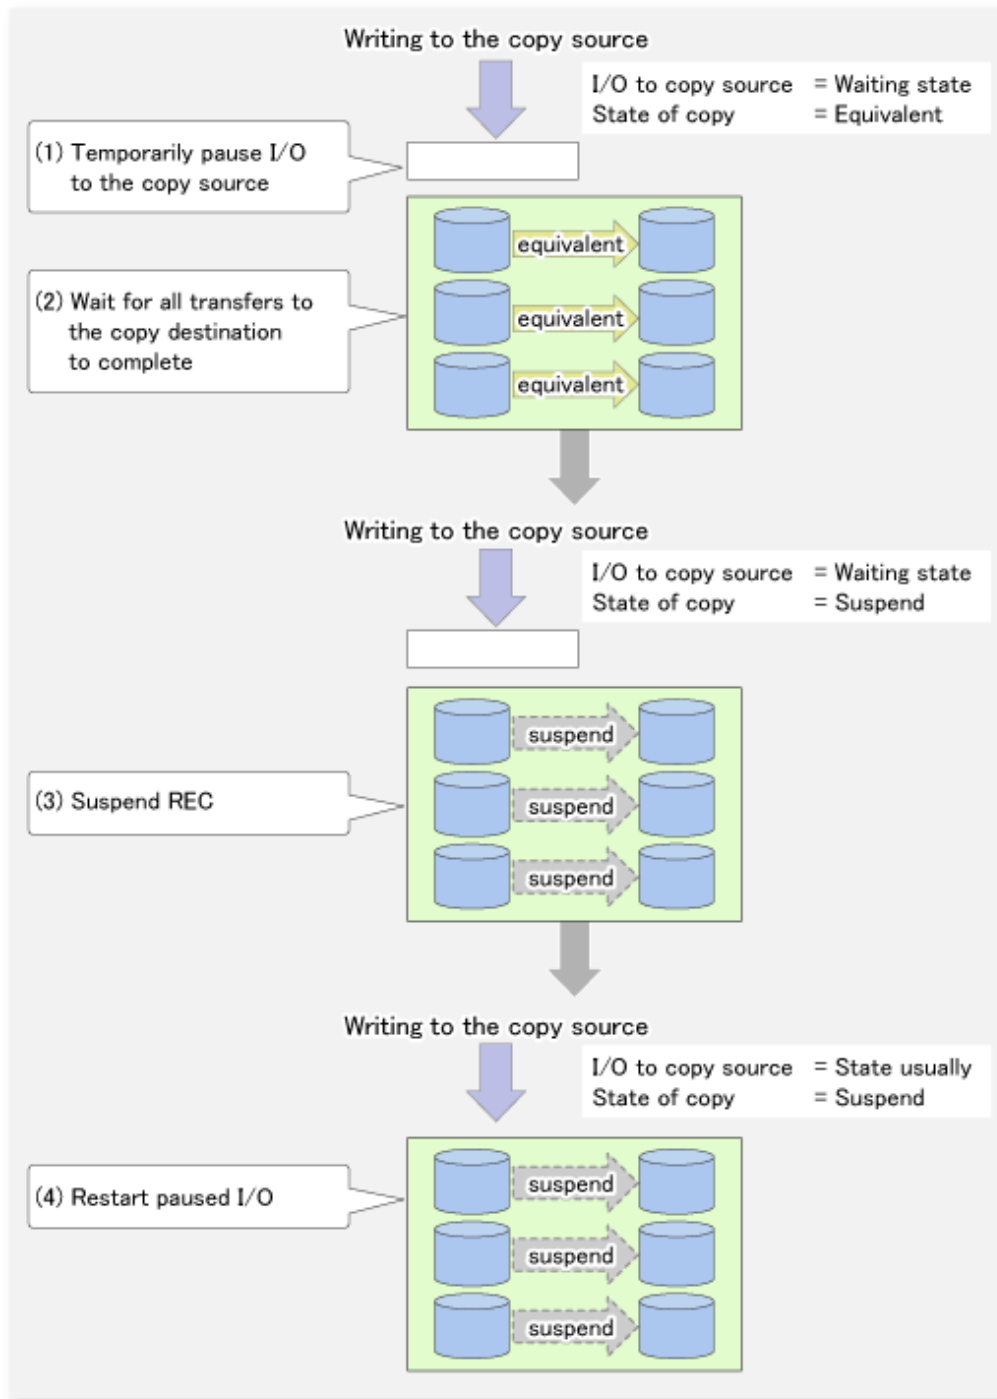 Writing to the copy source
I/O to copy source = Waiting state
State of copy = Equivalent
(1) Temporarily pause I/O
to the copy source
equivalent
(2) Wait for all transfers to
the copy destination
to complete
equivalent
equivalent
Writing to the copy source
I/O to copy source = Waiting state
State of copy = Suspend
suspend
(3) Suspend REC
suspend
suspend
Writing to the copy source
I/O to copy source = State usually
State of copy = Suspend
(4) Restart paused I/O
suspend
suspend
suspend